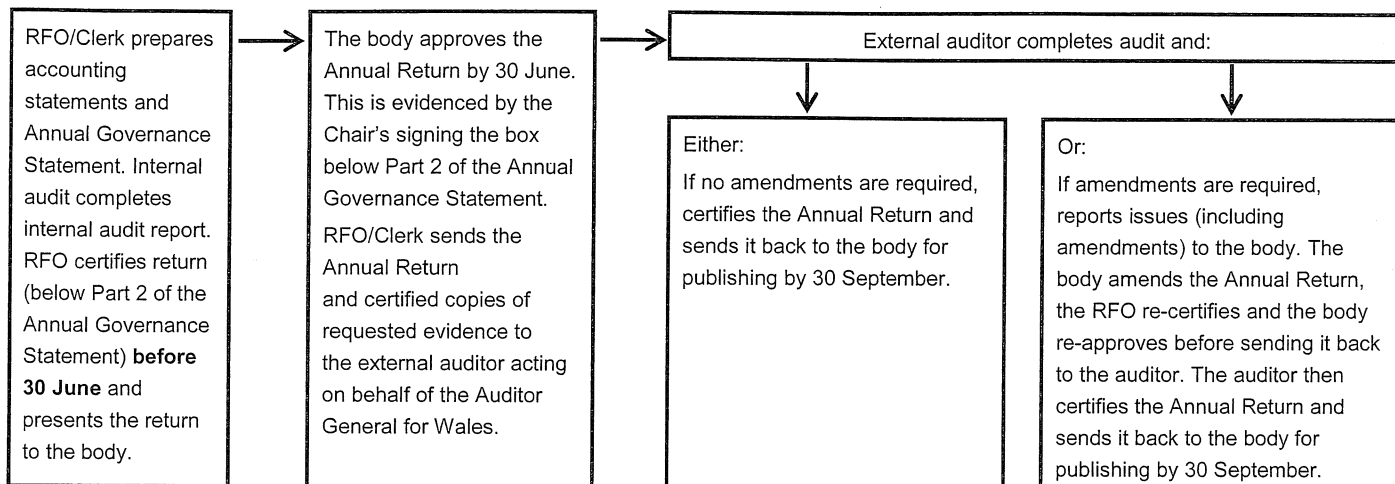 RFO/Clerk prepares
accounting
statements and
Annual Governance
Statement. Internal
audit completes
internal audit report.
RFO certifies return
(below Part 2 of the
Annual Governance
Statement) before
30 June and
presents the return
to the body.
The body approves the
Annual Return by 30 June.
This is evidenced by the
Chair's signing the box
below Part 2 of the Annual
Governance Statement.
RFO/Clerk sends the
Annual Return
and certified copies of
requested evidence to
the external auditor acting
on behalf of the Auditor
General for Wales.
External auditor completes audit and:
Either:
If no amendments are required,
certifies the Annual Return and
sends it back to the body for
publishing by 30 September.
Or:
If amendments are required,
reports issues (including
amendments) to the body. The
body amends the Annual Return,
the RFO re-certifies and the body
re-approves before sending it back
to the auditor. The auditor then
certifies the Annual Return and
sends it back to the body for
publishing by 30 September.